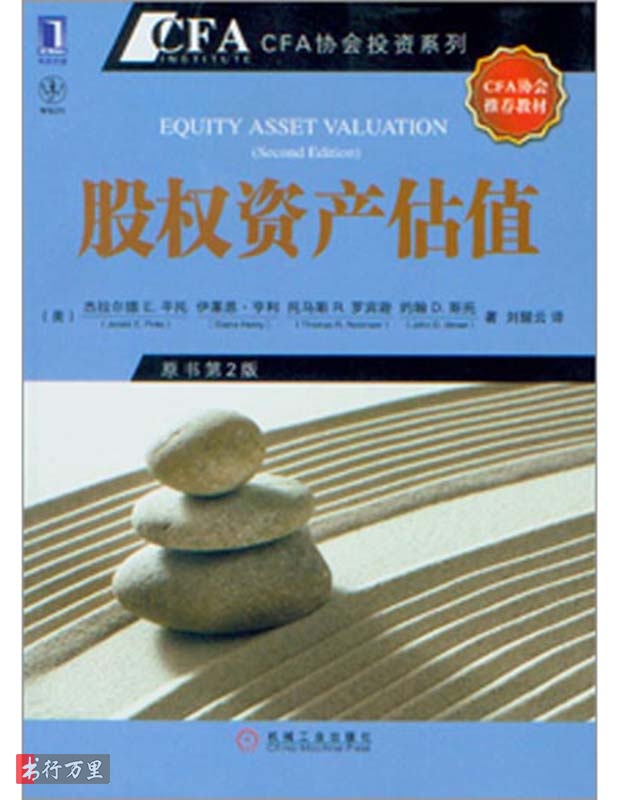 CFA
INSTITUTE
CFA协会投资系列
CFA协会
推荐教材
EQUITY ASSET VALUATION
(Second Edition)
股权资产估值
(美) 杰拉尔德 E. 平托 伊莱恩·亨利 托马斯 R. 罗宾逊 约翰 D. 斯托 著 刘醒云 译
原书第2版
机械工业出版社
China Machine Press
书行万里